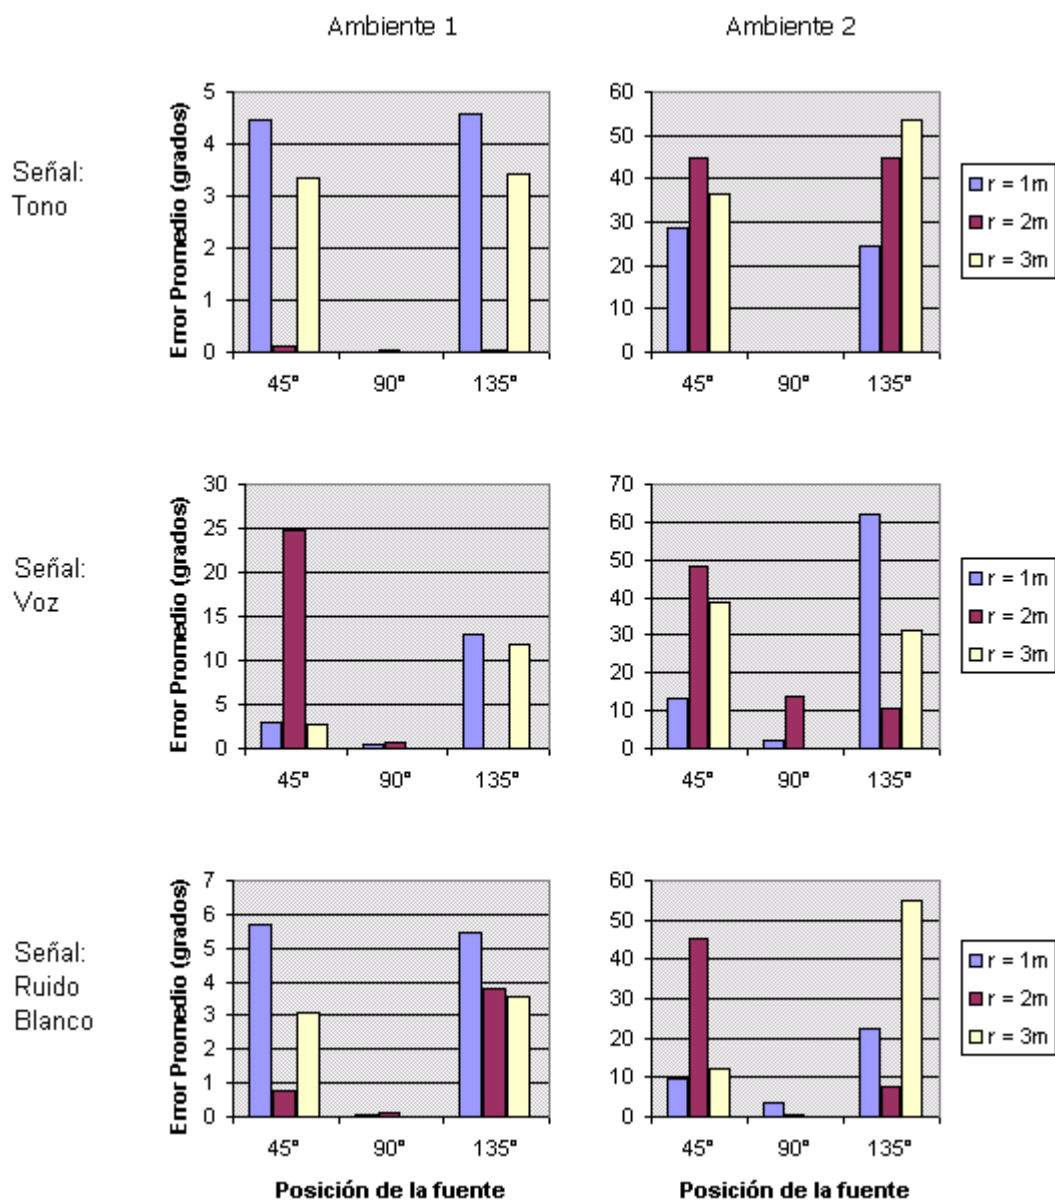 Ambiente 1
Ambiente 2
Señal:
Tono
Error Promedio (grados)
5
4
3
2
1
0
45°
90°
135°
60
50
40
30
20
10
0
45°
90°
135°
r = 1m
r = 2m
r = 3m
Señal:
Voz
Error Promedio (grados)
30
25
20
15
10
5
0
45°
90°
135°
70
60
50
40
30
20
10
0
45°
90°
135°
r = 1m
r = 2m
r = 3m
Señal:
Ruido
Blanco
Error Promedio (grados)
7
6
5
4
3
2
1
0
45°
90°
135°
Posición de la fuente
60
50
40
30
20
10
0
45°
90°
135°
Posición de la fuente
r = 1m
r = 2m
r = 3m